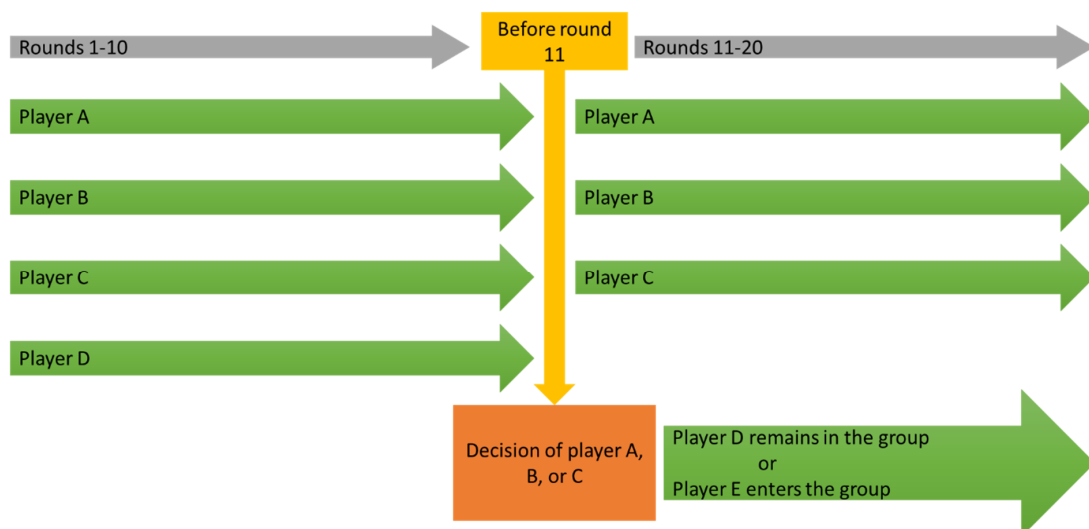 Rounds 1-10
Before round
11
Rounds 11-20
Player A
Player A
Player B
Player B
Player C
Player C
Player D
Decision of player A,
B, or C
Player D remains in the group
or
Player E enters the group